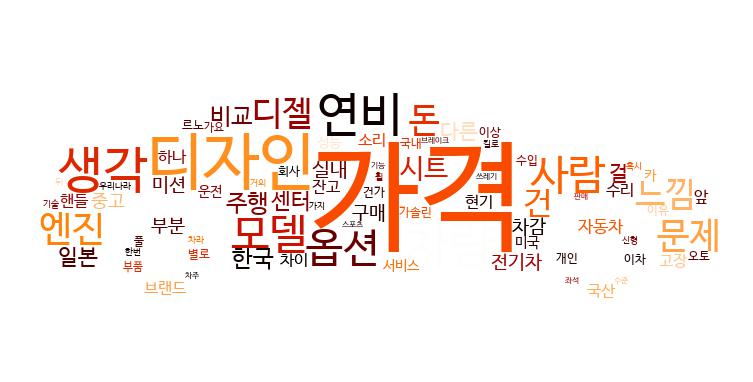 연비
비교
디젤
돈
르노
가요
다른
이상
킬로
브레이크
국내
소리
성능
디자인
가격
생각
하나
회사
실내
시트
기능
휠
쓰레기
수입
사람
걸
혹시
카
우리나라
미션
거의
잔고
운전
주행
센터
가지
건가
구매
가솔린
현기
건
수리
판매
느낌
앞
이유
기술
핸들
중고
엔진
부분
모델
옵션
스포츠
차감
미국
자동차
신형
문제
일본
풀
한번
부품
차라
별로
한국
차이
서비스
전기차
개인
이차
고장
오토
브랜드
차주
좌석
국산
수준